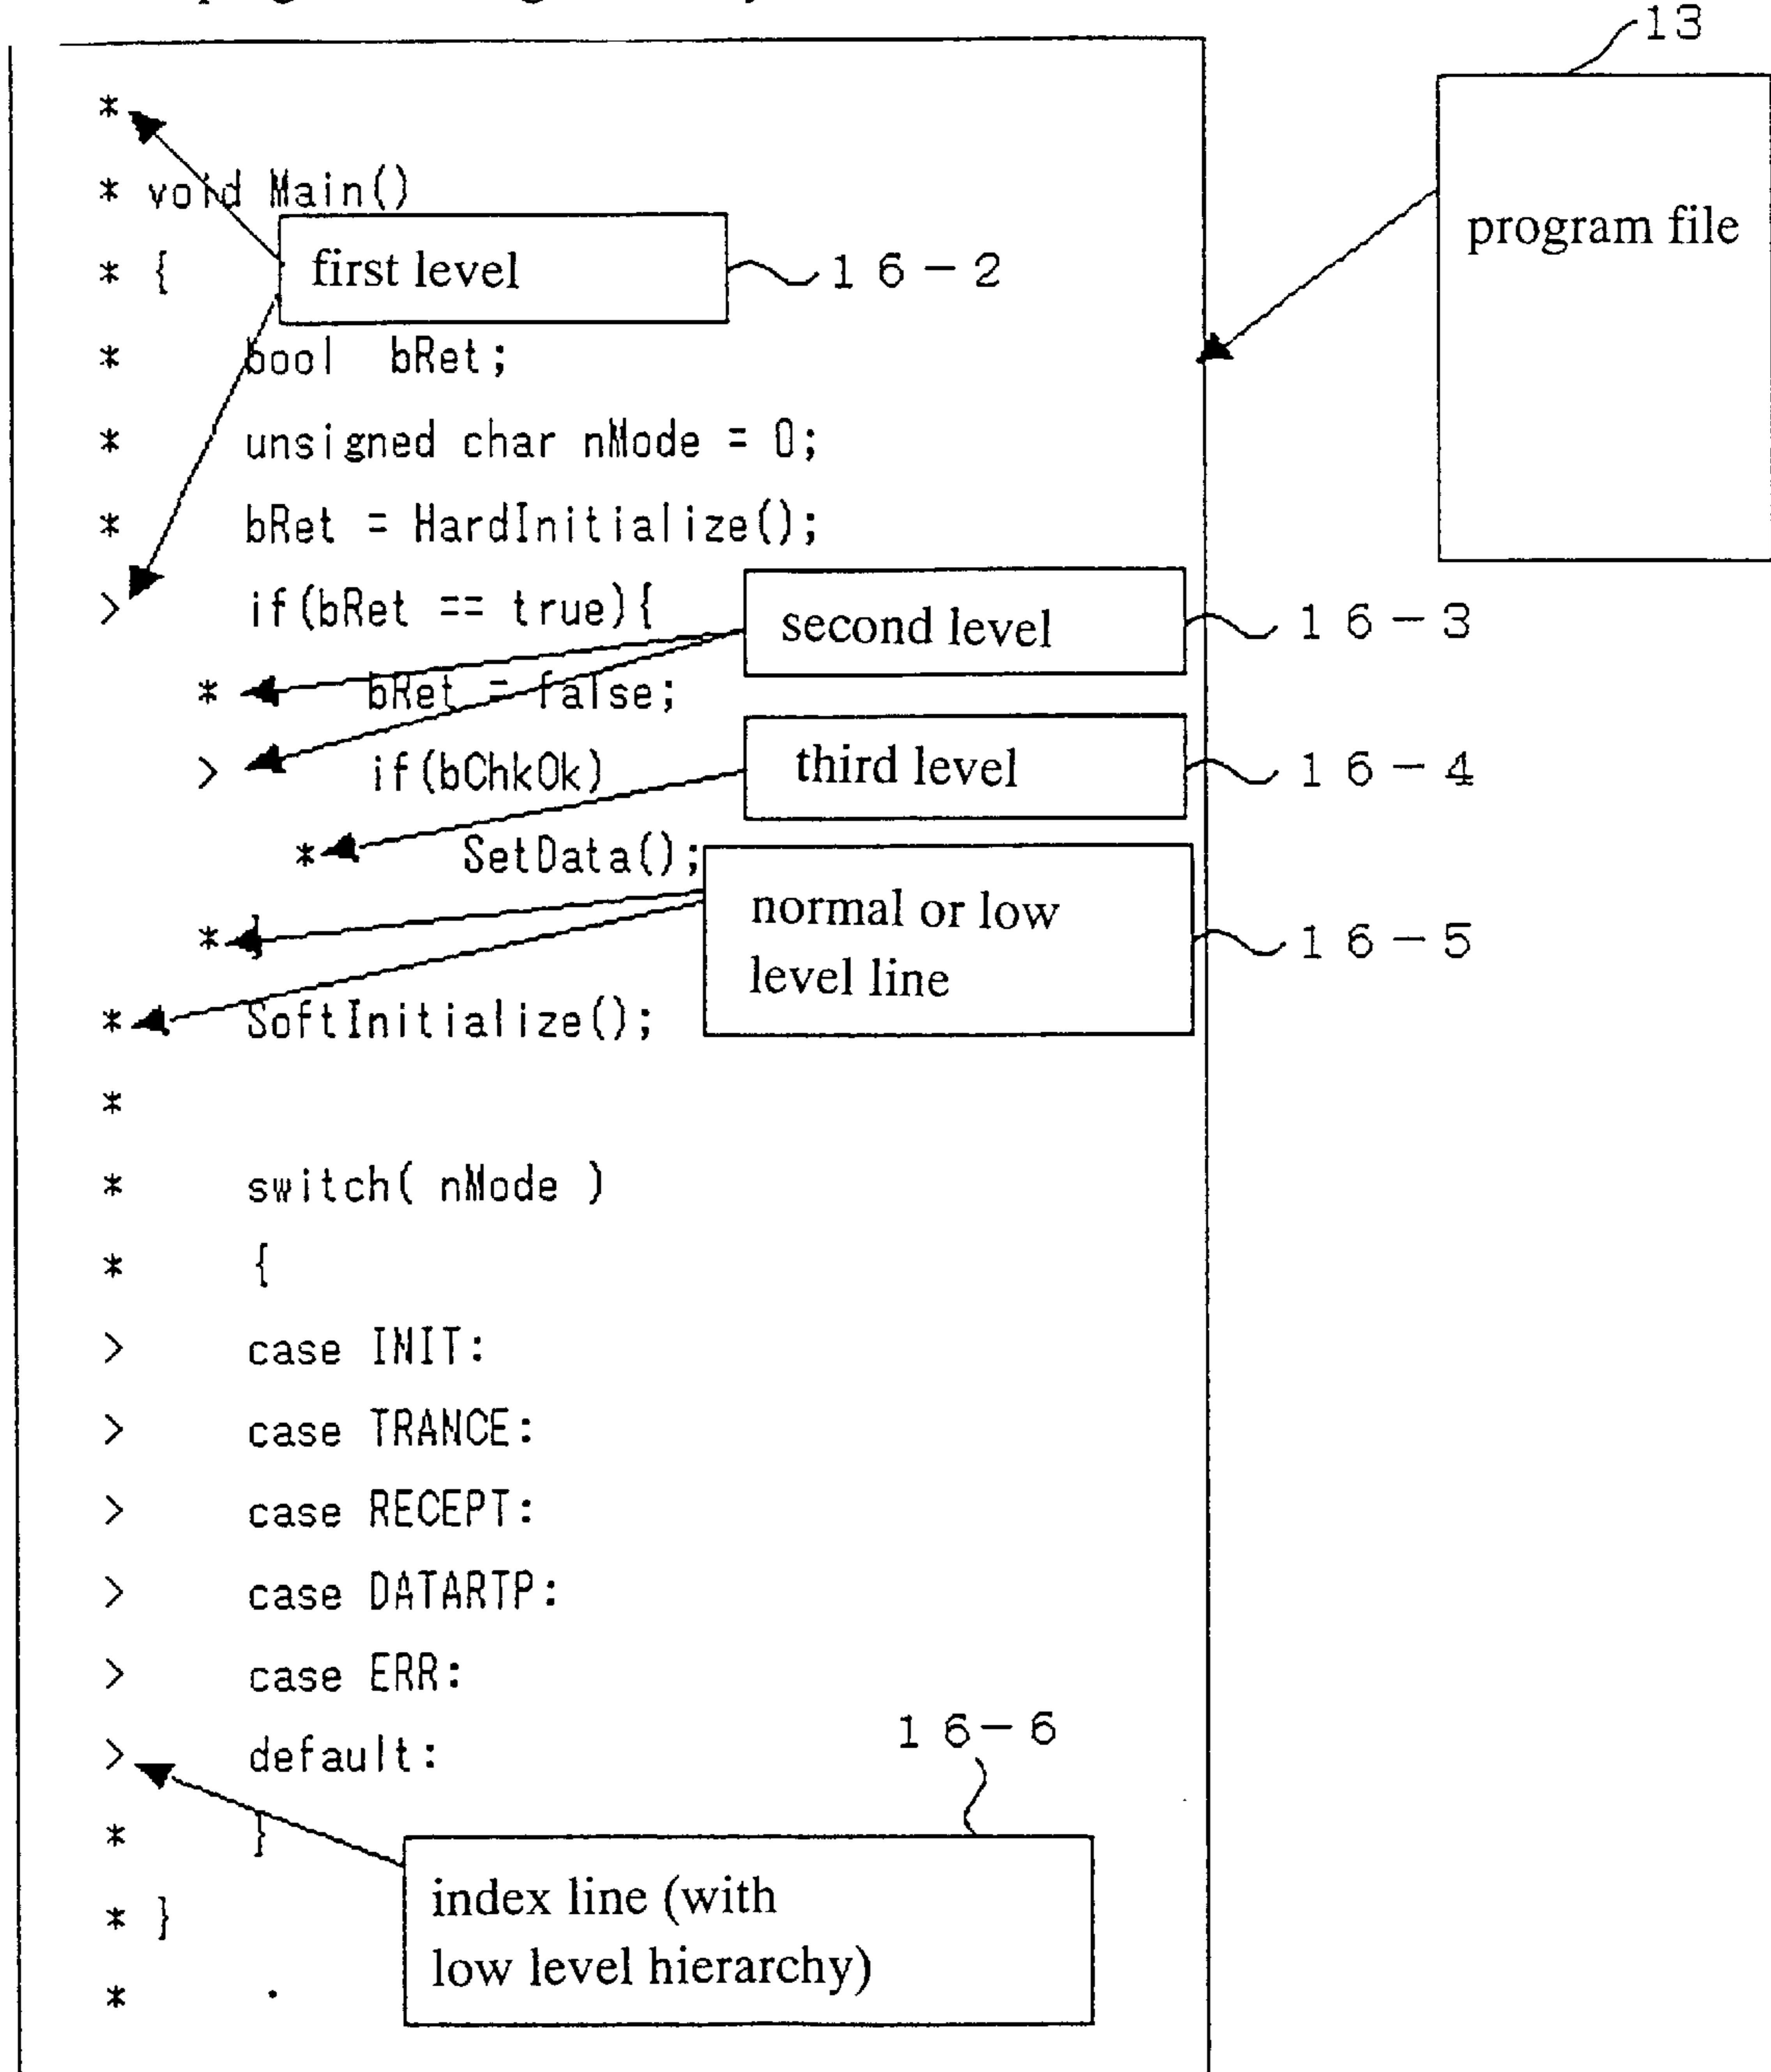 13
*
* void Main()
program file
* {
first level
16-2
* bool bRet;
* unsigned char nMode = 0;
* bRet = HardInitialize();
> if(bRet == true){
second level
16-3
* bRet = false;
> if(bChkOk)
third level
16-4
* SetData();
normal or low
level line
16-5
* }
* SoftInitialize();
*
* switch( nMode )
* {
> case INIT:
> case TRANCE:
> case RECEPT:
> case DATARTP:
> case ERR:
16-6
> default:
* }
index line (with
low level hierarchy)
* }
* .